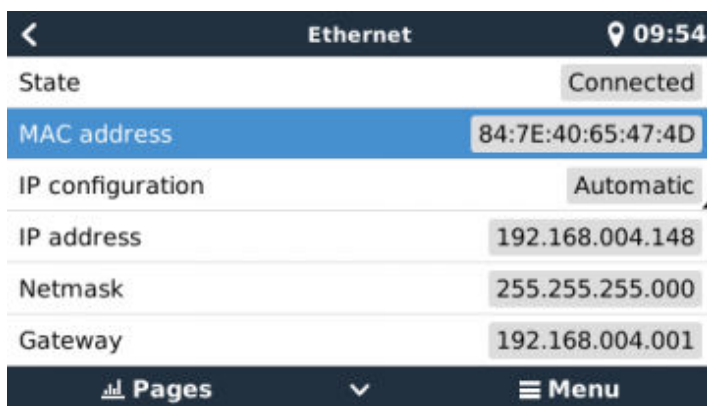 Ethernet 09:54
State Connected
MAC address 84:7E:40:65:47:4D
IP configuration Automatic
IP address 192.168.004.148
Netmask 255.255.255.000
Gateway 192.168.004.001
Pages Menu